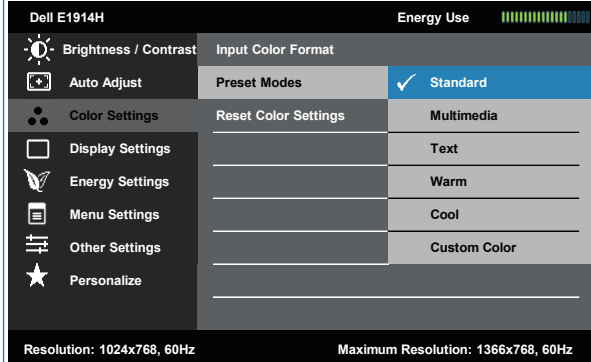 Dell E1914H Energy Use
Brightness / Contrast Input Color Format
Auto Adjust Preset Modes Standard
Color Settings Reset Color Settings Multimedia
Display Settings Text
Energy Settings Warm
Menu Settings Cool
Other Settings Custom Color
Personalize
Resolution: 1024x768, 60Hz Maximum Resolution: 1366x768, 60Hz